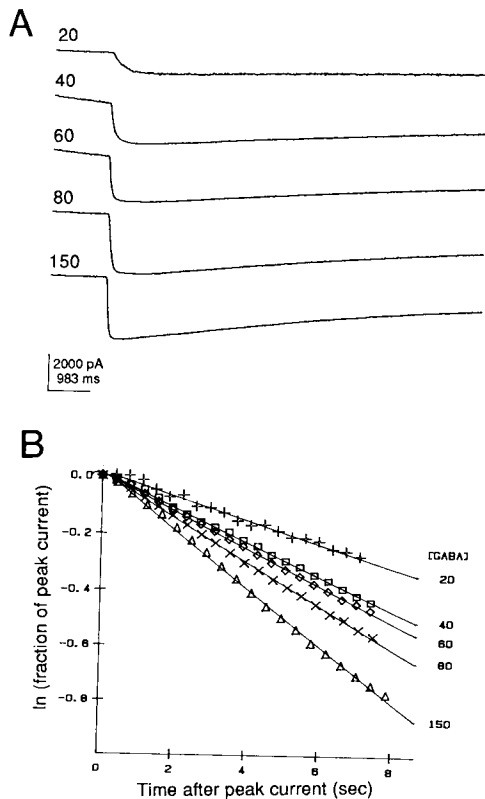 A
20
40
60
80
150
2000 pA
983 ms
B
ln (fraction of peak current)
0.0
-0.2
-0.4
-0.6
-0.8
[GABA]
20
40
60
80
150
0 2 4 6 8
Time after peak current (sec)